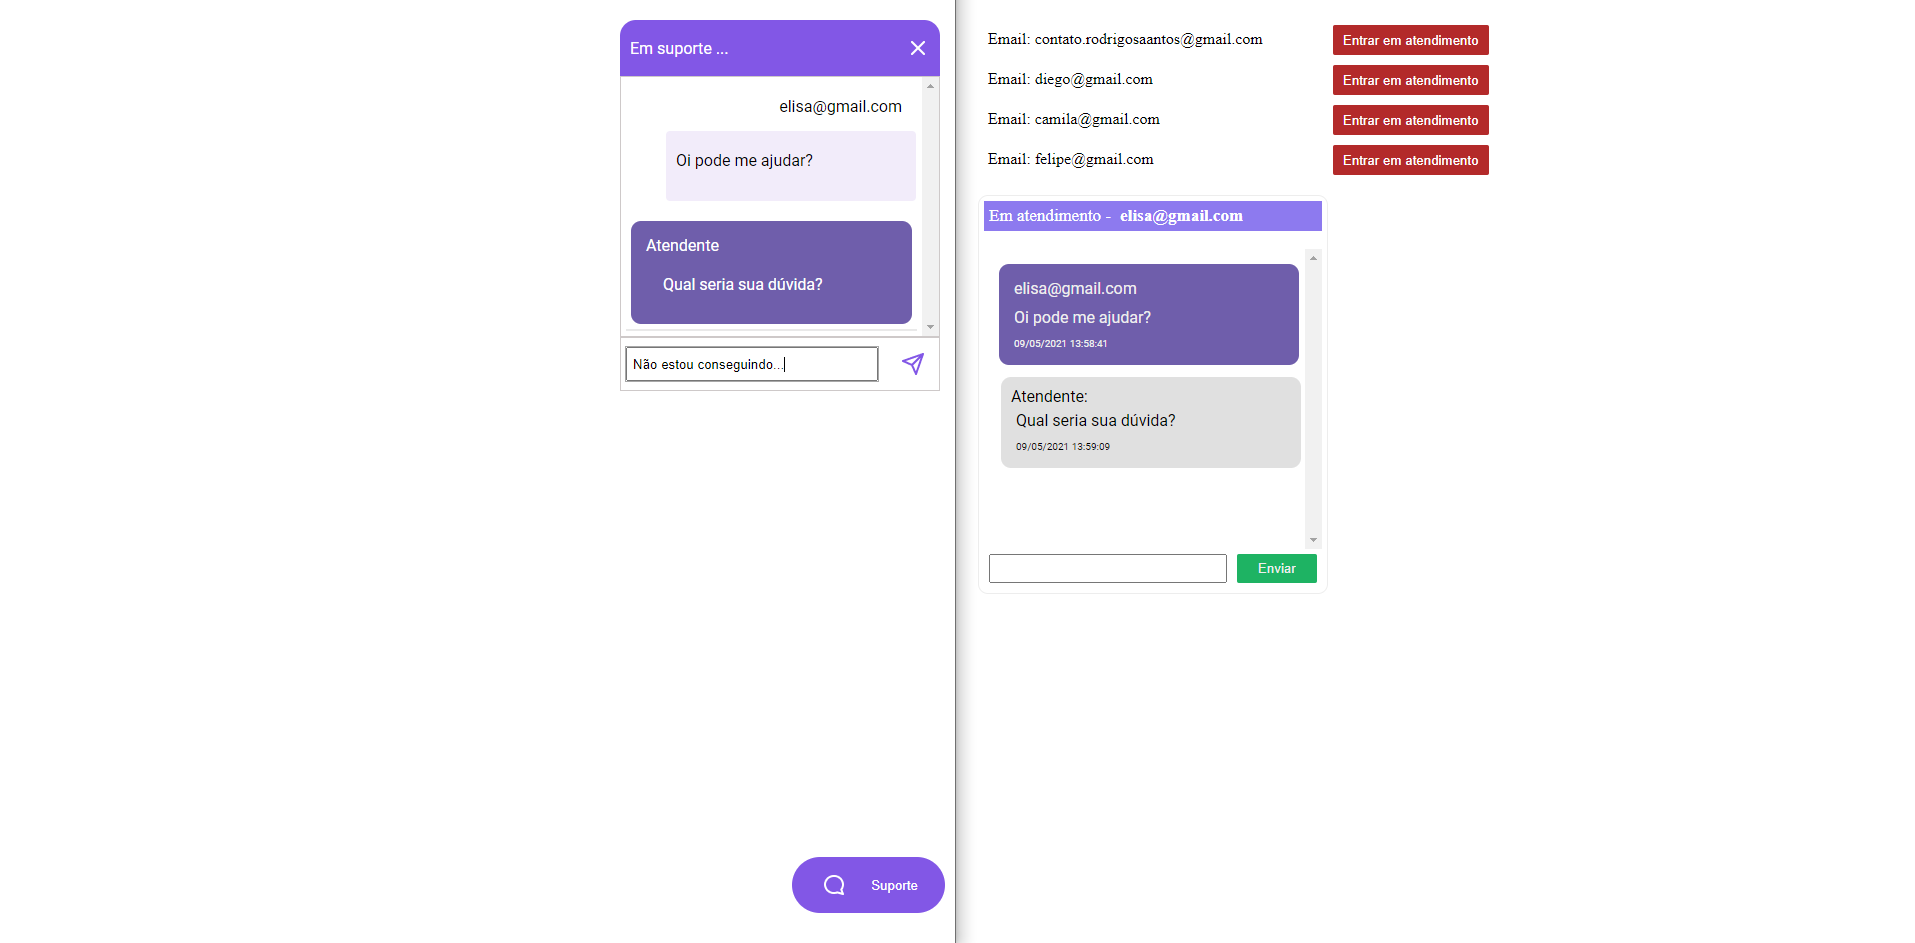 Em suporte ...
elisa@gmail.com
Oi pode me ajudar?
Atendente
Qual seria sua dúvida?
Não estou conseguindo...
Suporte
Email: contato.rodrigosaantos@gmail.com Entrar em atendimento
Email: diego@gmail.com Entrar em atendimento
Email: camila@gmail.com Entrar em atendimento
Email: felipe@gmail.com Entrar em atendimento
Em atendimento - elisa@gmail.com
elisa@gmail.com
Oi pode me ajudar?
09/05/2021 13:58:41
Atendente:
Qual seria sua dúvida?
09/05/2021 13:59:09
Enviar